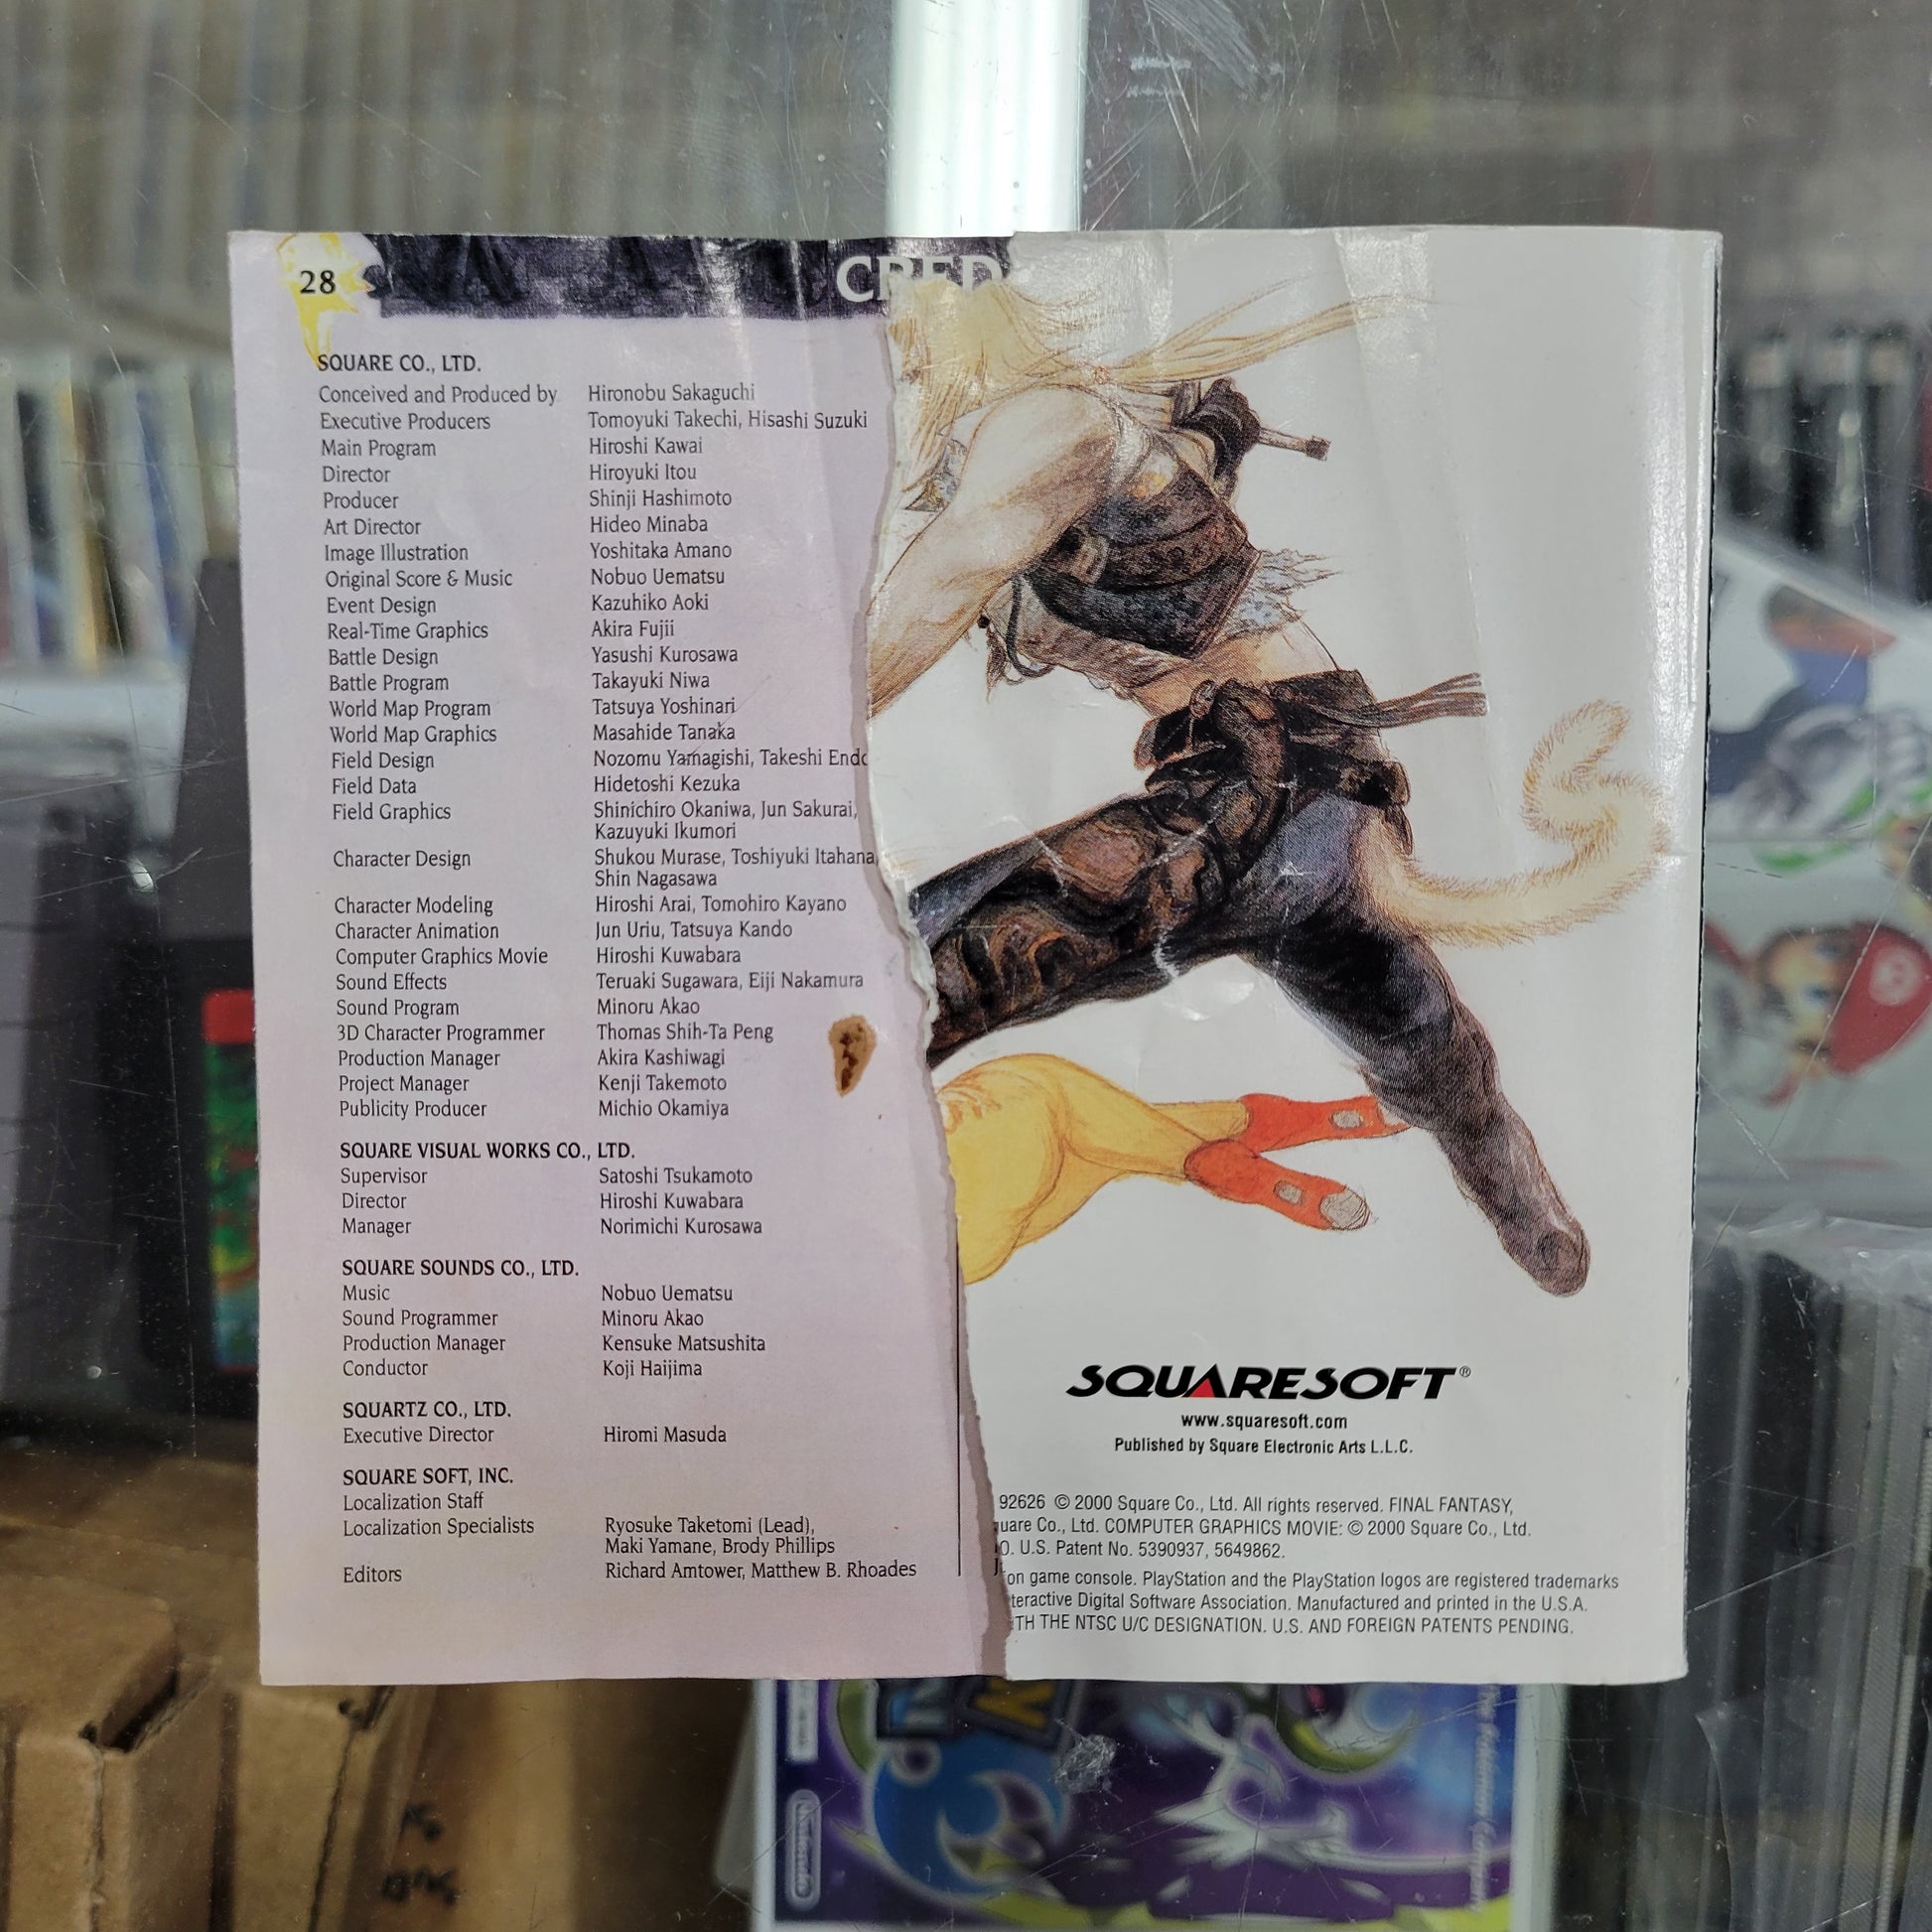 28
CRED
SQUARE CO., LTD.
Conceived and Produced by Hironobu Sakaguchi
Executive Producers Tomoyuki Takechi, Hisashi Suzuki
Main Program Hiroshi Kawai
Director Hiroyuki Itou
Producer Shinji Hashimoto
Art Director Hideo Minaba
Image Illustration Yoshitaka Amano
Original Score & Music Nobuo Uematsu
Event Design Kazuhiko Aoki
Real-Time Graphics Akira Fujii
Battle Design Yasushi Kurosawa
Battle Program Takayuki Niwa
World Map Program Tatsuya Yoshinari
World Map Graphics Masahide Tanaka
Field Design Nozomu Yamagishi, Takeshi Endo
Field Data Hidetoshi Kezuka
Field Graphics Shinichiro Okaniwa, Jun Sakurai,
Kazuyuki Ikumori
Character Design Shukou Murase, Toshiyuki Itahana,
Shin Nagasawa
Character Modeling Hiroshi Arai, Tomohiro Kayano
Character Animation Jun Uriu, Tatsuya Kando
Computer Graphics Movie Hiroshi Kuwabara
Sound Effects Teruaki Sugawara, Eiji Nakamura
Sound Program Minoru Akao
3D Character Programmer Thomas Shih-Ta Peng
Production Manager Akira Kashiwagi
Project Manager Kenji Takemoto
Publicity Producer Michio Okamiya
SQUARE VISUAL WORKS CO., LTD.
Supervisor Satoshi Tsukamoto
Director Hiroshi Kuwabara
Manager Norimichi Kurosawa
SQUARE SOUNDS CO., LTD.
Music Nobuo Uematsu
Sound Programmer Minoru Akao
Production Manager Kensuke Matsushita
Conductor Koji Haijima
SQUARTZ CO., LTD.
Executive Director Hiromi Masuda
SQUARE SOFT, INC.
Localization Staff
Localization Specialists Ryosuke Taketomi (Lead),
Maki Yamane, Brody Phillips
Editors Richard Amtower, Matthew B. Rhoades
SQUARESOFT®
www.squaresoft.com
Published by Square Electronic Arts L.L.C.
92626 © 2000 Square Co., Ltd. All rights reserved. FINAL FANTASY,
uare Co., Ltd. COMPUTER GRAPHICS MOVIE: © 2000 Square Co., Ltd.
O. U.S. Patent No. 5390937, 5649862.
on game console. PlayStation and the PlayStation logos are registered trademarks
teractive Digital Software Association. Manufactured and printed in the U.S.A.
TH THE NTSC U/C DESIGNATION. U.S. AND FOREIGN PATENTS PENDING.
Nintendo